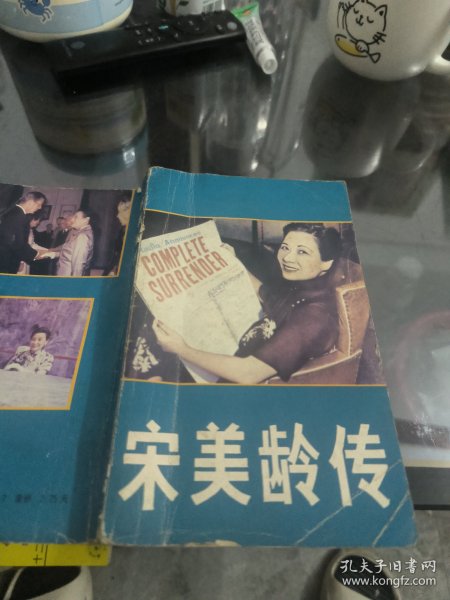 Radio Announces
COMPLETE
SURRENDER
宋美龄传
孔夫子旧书网
www.kongfz.com